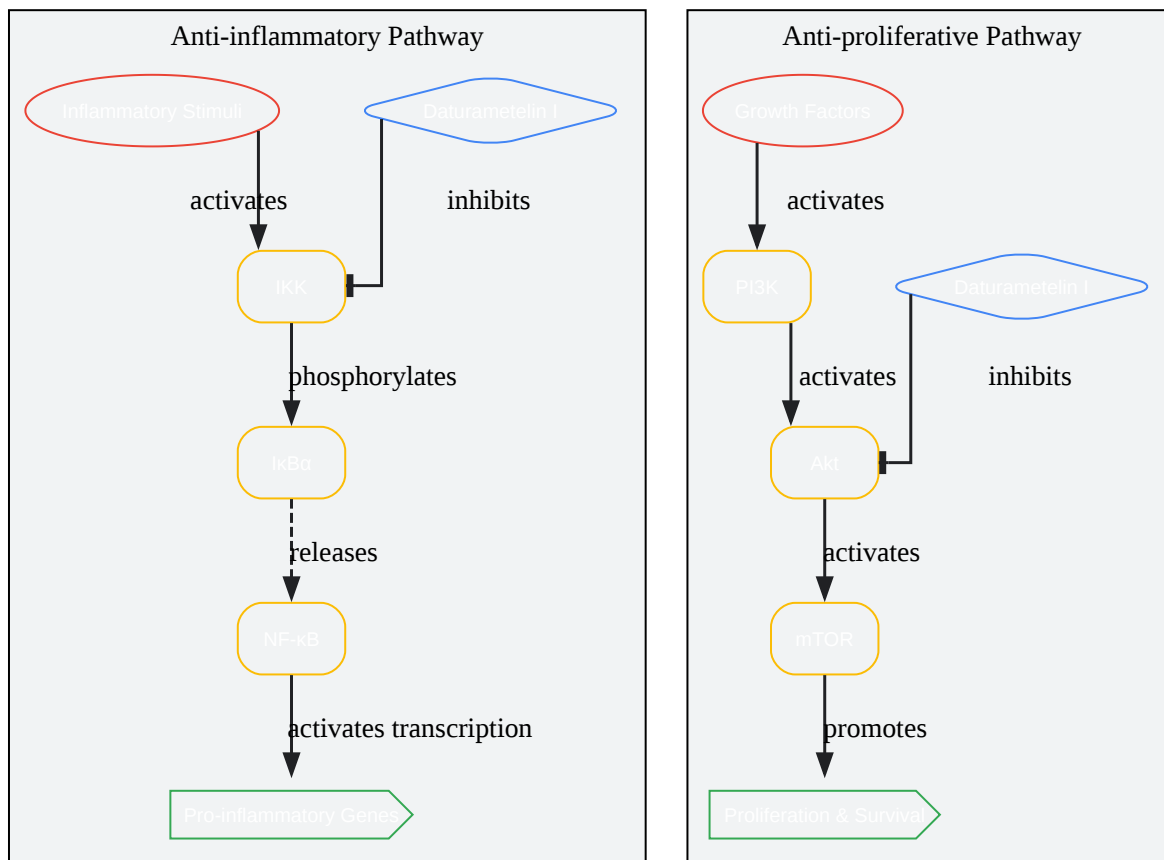 Anti-inflammatory Pathway
Inflammatory Stimuli
Daturametelin I
activates
inhibits
IKK
phosphorylates
IκBα
releases
NF-κB
activates transcription
Pro-inflammatory Genes
Anti-proliferative Pathway
Growth Factors
activates
PI3K
Daturametelin I
activates
inhibits
Akt
activates
mTOR
promotes
Proliferation & Survival